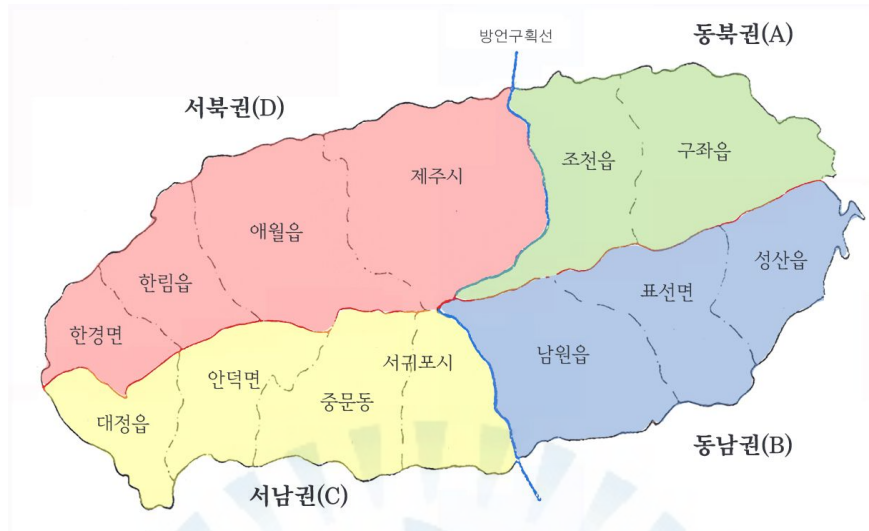 방언구획선
동북권(A)
서북권(D)
조천읍
구좌읍
제주시
애월읍
성산읍
한림읍
표선면
한경면
남원읍
서귀포시
안덕면
중문동
대정읍
동남권(B)
서남권(C)